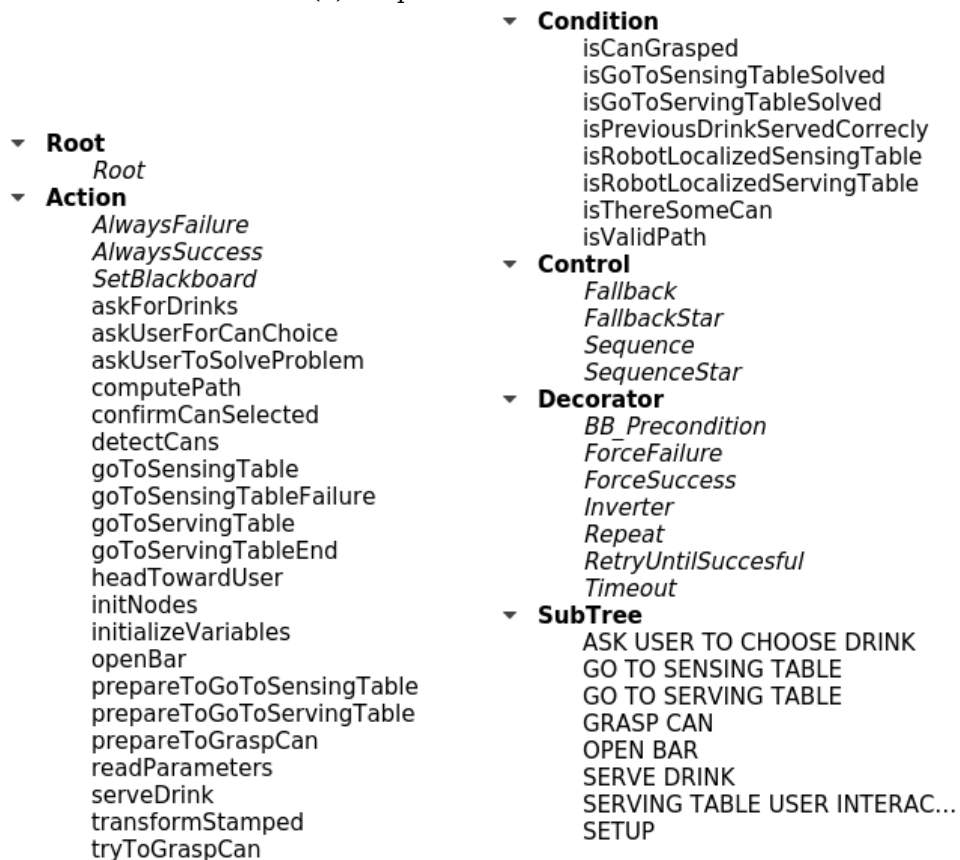 Root
Root
Action
AlwaysFailure
AlwaysSuccess
SetBlackboard
askForDrinks
askUserForCanChoice
askUserToSolveProblem
computePath
confirmCanSelected
detectCans
goToSensingTable
goToSensingTableFailure
goToServingTable
goToServingTableEnd
headTowardUser
initNodes
initializeVariables
openBar
prepareToGoToSensingTable
prepareToGoToServingTable
prepareToGraspCan
readParameters
serveDrink
transformStamped
tryToGraspCan
Condition
isCanGrasped
isGoToSensingTableSolved
isGoToServingTableSolved
isPreviousDrinkServedCorrecly
isRobotLocalizedSensingTable
isRobotLocalizedServingTable
isThereSomeCan
isValidPath
Control
Fallback
FallbackStar
Sequence
SequenceStar
Decorator
BB_Precondition
ForceFailure
ForceSuccess
Inverter
Repeat
RetryUntilSuccesful
Timeout
SubTree
ASK USER TO CHOOSE DRINK
GO TO SENSING TABLE
GO TO SERVING TABLE
GRASP CAN
OPEN BAR
SERVE DRINK
SERVING TABLE USER INTERAC...
SETUP